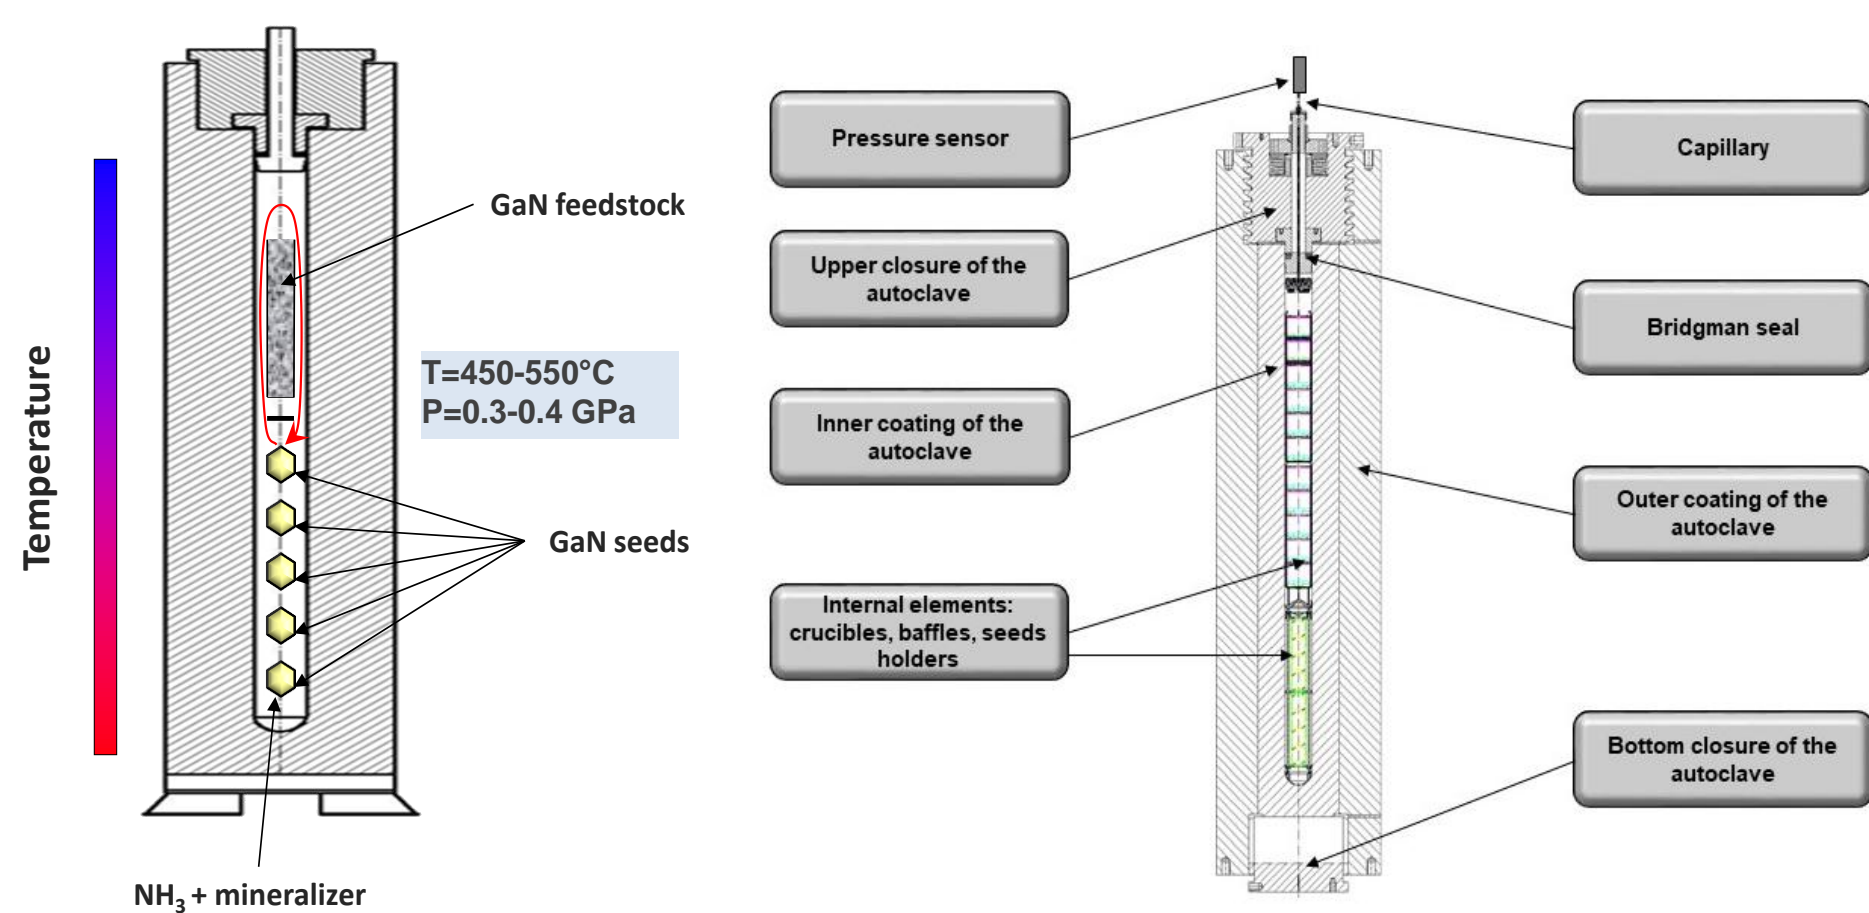 Temperature
GaN feedstock
T=450-550°C
P=0.3-0.4 GPa
GaN seeds
NH₃ + mineralizer
Pressure sensor
Upper closure of the
autoclave
Inner coating of the
autoclave
Internal elements:
crucibles, baffles, seeds
holders
Capillary
Bridgman seal
Outer coating of the
autoclave
Bottom closure of the
autoclave